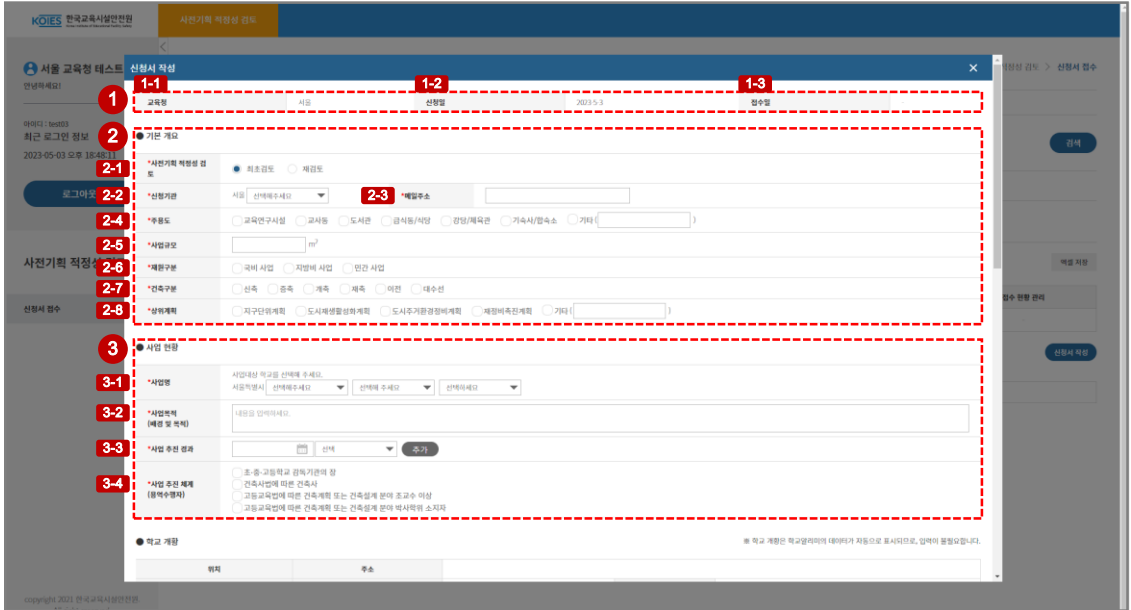 KOIES 한국교육시설안전원
사전기획 적정성 검토
서울 교육청 테스트
안녕하세요!
아이디 : test03
최근 로그인 정보
2023-05-03 오후 18:48:11
로그아웃
사전기획 적정성
신청서 접수
신청서 접수
검색
엑셀 저장
접수 현황 관리
신청서 작성
신청서 작성 ×
1-1 1-2 1-3
1 교육청 서울 신청일 2023-5-3 접수일
2 ● 기본 개요
2-1 *사전기획 적정성 검토 최초검토 재검토
2-2 *신청기관 서울 선택해주세요 2-3 *메일주소
2-4 *주용도 교육연구시설 교사동 도서관 급식동/식당 강당/체육관 기숙사/합숙소 기타 ( )
2-5 *사업규모 m²
2-6 *재원구분 국비 사업 지방비 사업 민간 사업
2-7 *건축구분 신축 증축 개축 재축 이전 대수선
2-8 *상위계획 지구단위계획 도시재생활성화계획 도시주거환경정비계획 재정비촉진계획 기타 ( )
3 ● 사업 현황
사업대상 학교를 선택해 주세요.
3-1 *사업명 서울특별시 선택해주세요 선택해 주세요 선택하세요
3-2 *사업목적 내용을 입력하세요.
(배경 및 목적)
3-3 *사업 추진 경과 선택 추가
3-4 *사업 추진 체계
(용역수행자)
초·중·고등학교 감독기관의 장
건축사법에 따른 건축사
고등교육법에 따른 건축계획 또는 건축설계 분야 조교수 이상
고등교육법에 따른 건축계획 또는 건축설계 분야 박사학위 소지자
● 학교 개황 ※ 학교 개황은 학교알리미의 데이터가 자동으로 표시되므로, 입력이 불필요합니다.
위치 주소
copyright 2021 한국교육시설안전원.